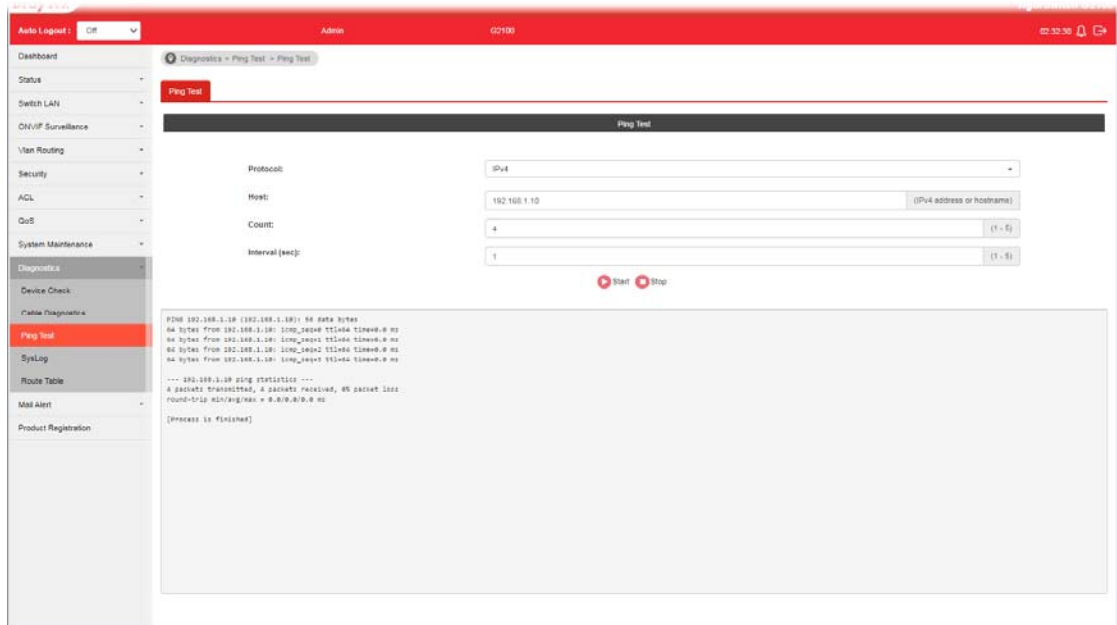 Auto Logout : Off
Admin
G2100
02:32:30
Dashboard
Status
Switch LAN
ONVIF Surveillance
Vlan Routing
Security
ACL
QoS
System Maintenance
Diagnostics
Device Check
Cable Diagnostics
Ping Test
SysLog
Route Table
Mail Alert
Product Registration
Diagnostics » Ping Test » Ping Test
Ping Test
Ping Test
Protocol: IPv4
Host: 192.168.1.10 (IPv4 address or hostname)
Count: 4 (1 - 5)
Interval (sec): 1 (1 - 5)
Start Stop
PING 192.168.1.10 (192.168.1.10): 56 data bytes
64 bytes from 192.168.1.10: icmp_seq=0 ttl=64 time=0.0 ms
64 bytes from 192.168.1.10: icmp_seq=1 ttl=64 time=0.0 ms
64 bytes from 192.168.1.10: icmp_seq=2 ttl=64 time=0.0 ms
64 bytes from 192.168.1.10: icmp_seq=3 ttl=64 time=0.0 ms
--- 192.168.1.10 ping statistics ---
4 packets transmitted, 4 packets received, 0% packet loss
round-trip min/avg/max = 0.0/0.0/0.0 ms
[Process is finished]